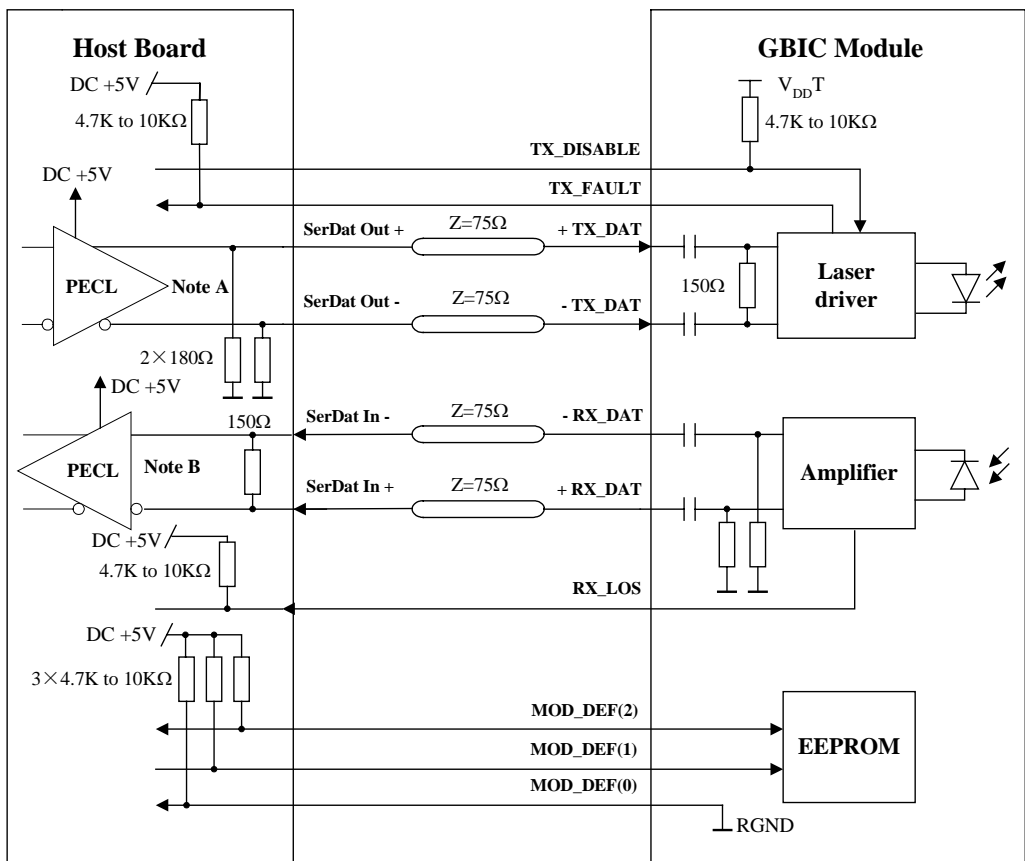 Host Board
GBIC Module
DC +5V
4.7K to 10KΩ
V_DDT
4.7K to 10KΩ
TX_DISABLE
TX_FAULT
DC +5V
PECL
Note A
SerDat Out +
Z=75Ω
+ TX_DAT
SerDat Out -
Z=75Ω
- TX_DAT
150Ω
Laser
driver
2×180Ω
DC +5V
150Ω
PECL
Note B
SerDat In -
Z=75Ω
- RX_DAT
SerDat In +
Z=75Ω
+ RX_DAT
Amplifier
DC +5V
4.7K to 10KΩ
RX_LOS
DC +5V
3×4.7K to 10KΩ
MOD_DEF(2)
MOD_DEF(1)
MOD_DEF(0)
EEPROM
RGND